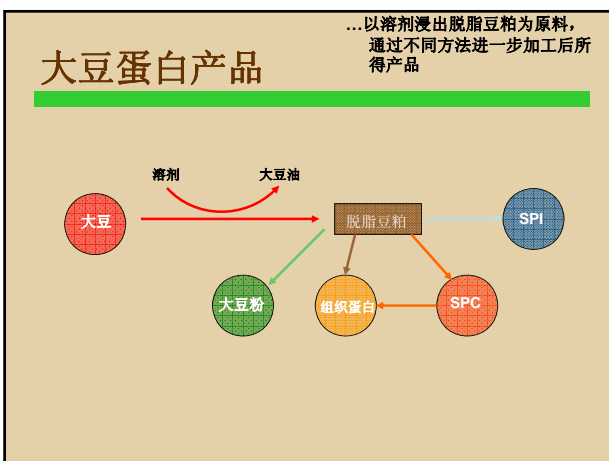 …以溶剂浸出脱脂豆粕为原料，
通过不同方法进一步加工后所
得产品
大豆蛋白产品
溶剂
大豆油
大豆
脱脂豆粕
SPI
大豆粉
组织蛋白
SPC